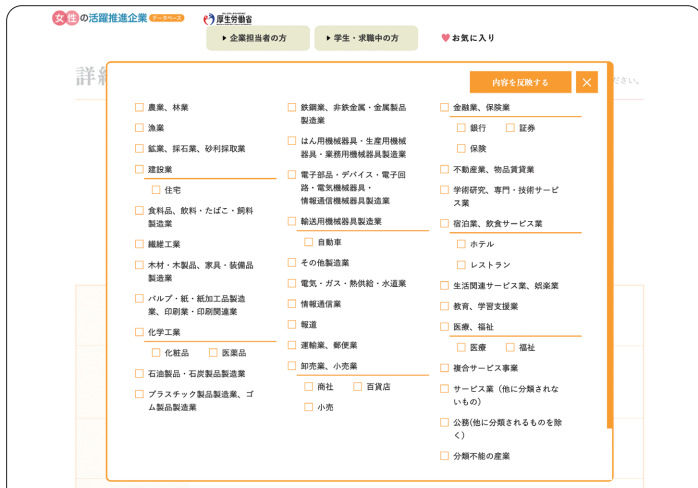 女性の活躍推進企業 データベース
厚生労働省
企業担当者の方
学生・求職中の方
お気に入り
詳
ださい。
内容を反映する
×
農業、林業
漁業
鉱業、採石業、砂利採取業
建設業
住宅
食料品、飲料・たばこ・飼料
製造業
繊維工業
木材・木製品、家具・装備品
製造業
パルプ・紙・紙加工品製造
業、印刷業・印刷関連業
化学工業
化粧品
医薬品
石油製品・石炭製品製造業
プラスチック製品製造業、ゴ
ム製品製造業
鉄鋼業、非鉄金属・金属製品
製造業
はん用機械器具・生産用機械
器具・業務用機械器具製造業
電子部品・デバイス・電子回
路・電気機械器具・
情報通信機械器具製造業
輸送用機械器具製造業
自動車
その他製造業
電気・ガス・熱供給・水道業
情報通信業
報道
運輸業、郵便業
卸売業、小売業
商社
百貨店
小売
金融業、保険業
銀行
証券
保険
不動産業、物品賃貸業
学術研究、専門・技術サービ
ス業
宿泊業、飲食サービス業
ホテル
レストラン
生活関連サービス業、娯楽業
教育、学習支援業
医療、福祉
医療
福祉
複合サービス事業
サービス業（他に分類されな
いもの）
公務(他に分類されるものを除
く）
分類不能の産業